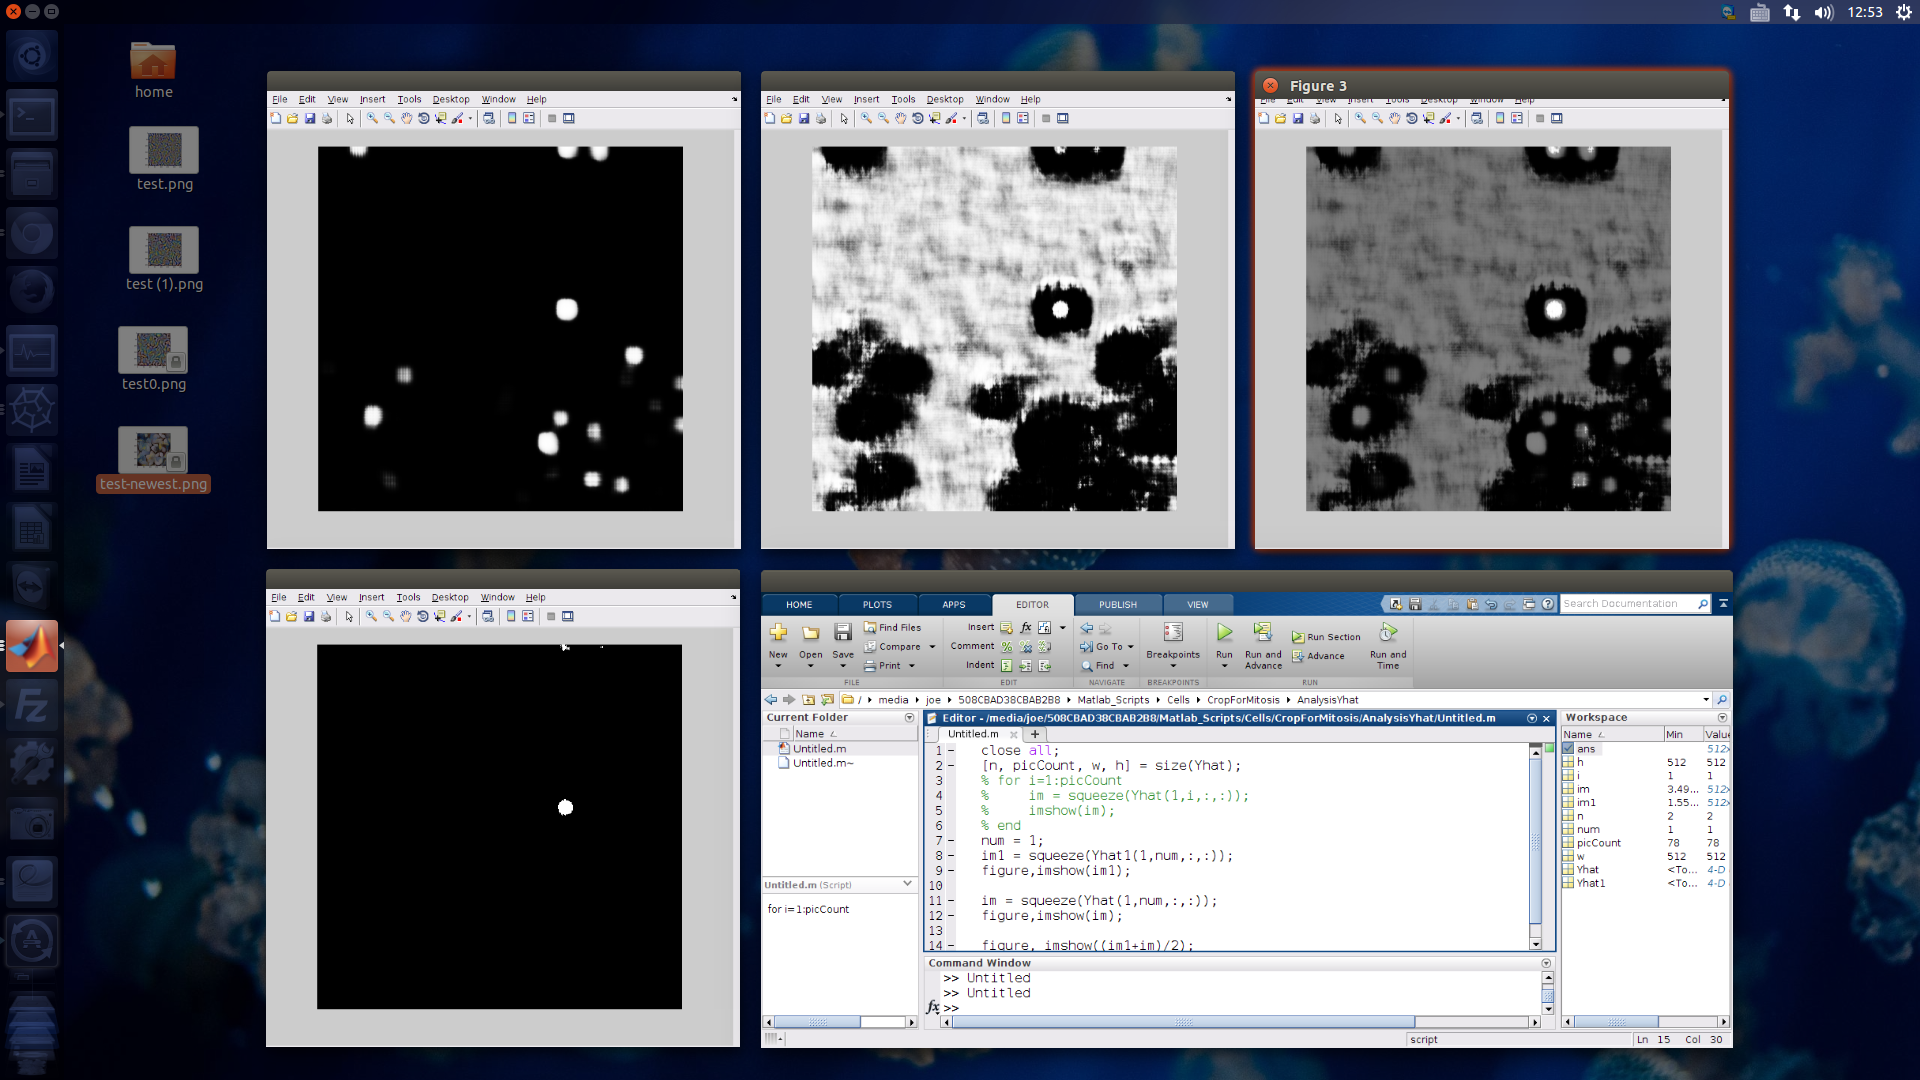 12:53
home
test.png
test (1).png
test0.png
test-newest.png
File Edit View Insert Tools Desktop Window Help
File Edit View Insert Tools Desktop Window Help
Figure 3
File Edit View Insert Tools Desktop Window Help
File Edit View Insert Tools Desktop Window Help
HOME PLOTS APPS EDITOR PUBLISH VIEW
Search Documentation
New Open Save Find Files Compare Print
FILE
Insert fx
Comment
Indent
EDIT
Go To
Find
NAVIGATE
Breakpoints
BREAKPOINTS
Run Run and Advance Run Section Advance Run and Time
RUN
/ media joe 508CBAD38CBAB2B8 Matlab_Scripts Cells CropForMitosis AnalysisYhat
Current Folder
Name
Untitled.m
Untitled.m~
Untitled.m (Script)
for i=1:picCount
Editor - /media/joe/508CBAD38CBAB2B8/Matlab_Scripts/Cells/CropForMitosis/AnalysisYhat/Untitled.m
Untitled.m
1 close all;
2 [n, picCount, w, h] = size(Yhat);
3 % for i=1:picCount
4 % im = squeeze(Yhat(1,i,:,:));
5 % imshow(im);
6 % end
7 num = 1;
8 im1 = squeeze(Yhat1(1,num,:,:));
9 figure,imshow(im1);
10
11 im = squeeze(Yhat(1,num,:,:));
12 figure,imshow(im);
13
14 figure, imshow((im1+im)/2);
Command Window
>> Untitled
>> Untitled
fx >>
Workspace
Name Min Value
ans 512x
h 512 512
i 1 1
im 3.49... 512x
im1 1.55... 512x
n 2 2
num 1 1
picCount 78 78
w 512 512
Yhat <To... 4-D
Yhat1 <To... 4-D
script
Ln 15 Col 30